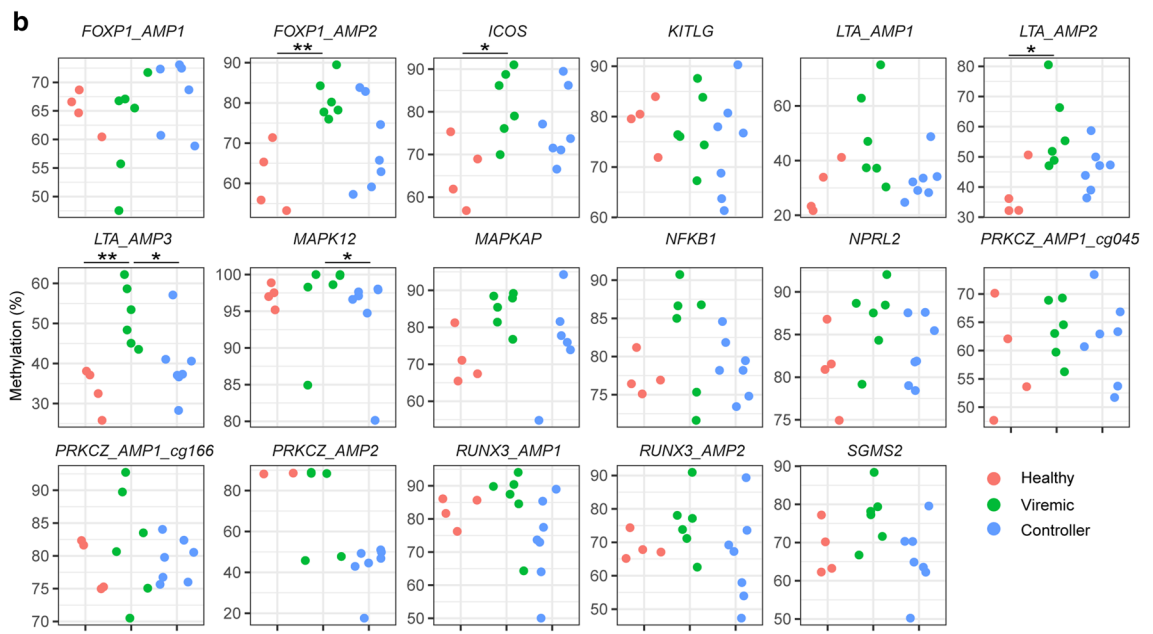 b
FOXP1_AMP1 FOXP1_AMP2 ICOS KITLG LTA_AMP1 LTA_AMP2
** * *
70 65 60 55 50
90 80 70 60
90 80 70 60
90 80 70 60
60 40 20
80 70 60 50 40 30
LTA_AMP3 MAPK12 MAPKAP NFKB1 NPRL2 PRKCZ_AMP1_cg045
** * *
Methylation (%)
60 50 40 30
100 95 90 85 80
90 80 70 60
90 85 80 75
90 85 80 75
70 65 60 55 50
PRKCZ_AMP1_cg166 PRKCZ_AMP2 RUNX3_AMP1 RUNX3_AMP2 SGMS2
90 85 80 75 70
80 60 40 20
90 80 70 60 50
90 80 70 60 50
90 80 70 60 50
Healthy
Viremic
Controller